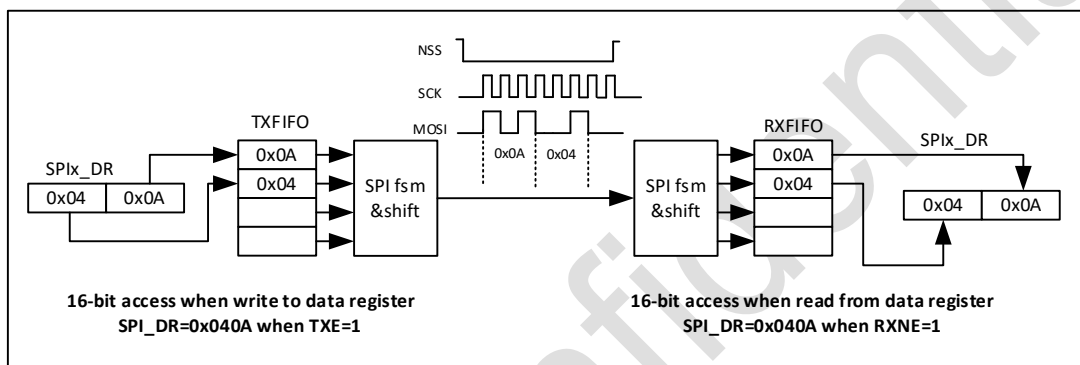 NSS
SCK
MOSI
0x0A
0x04
TXFIFO
0x0A
0x04
SPIx_DR
0x04
0x0A
SPI fsm
&shift
SPI fsm
&shift
RXFIFO
0x0A
0x04
SPIx_DR
0x04
0x0A
16-bit access when write to data register
SPI_DR=0x040A when TXE=1
16-bit access when read from data register
SPI_DR=0x040A when RXNE=1